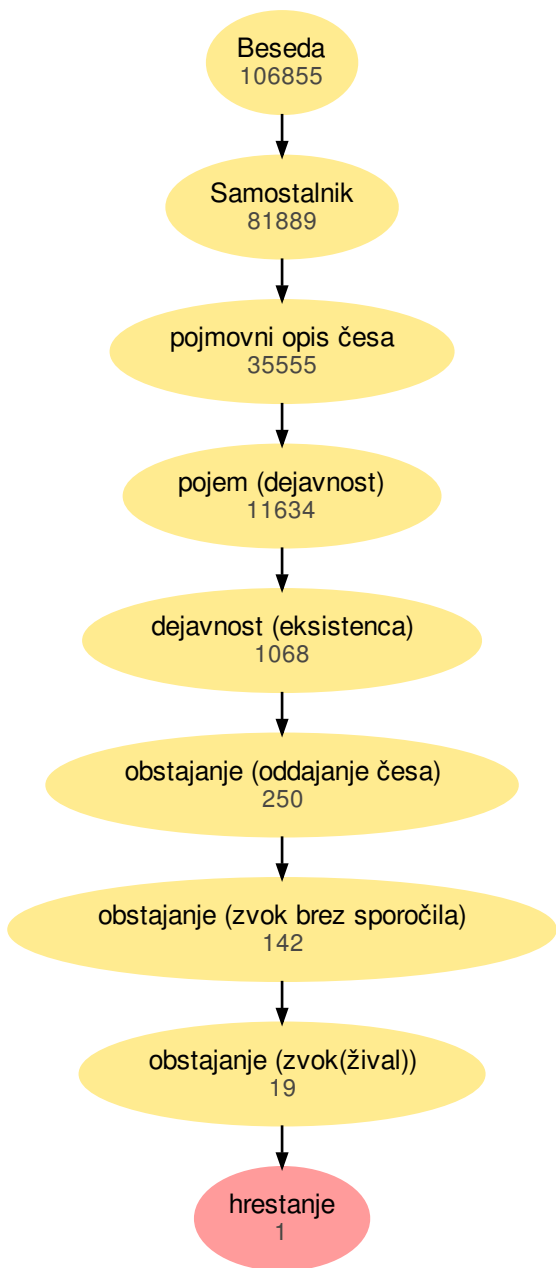 Beseda
106855
Samostalnik
81889
pojmovni opis česa
35555
pojem (dejavnost)
11634
dejavnost (eksistenca)
1068
obstajanje (oddajanje česa)
250
obstajanje (zvok brez sporočila)
142
obstajanje (zvok(žival))
19
hrestanje
1